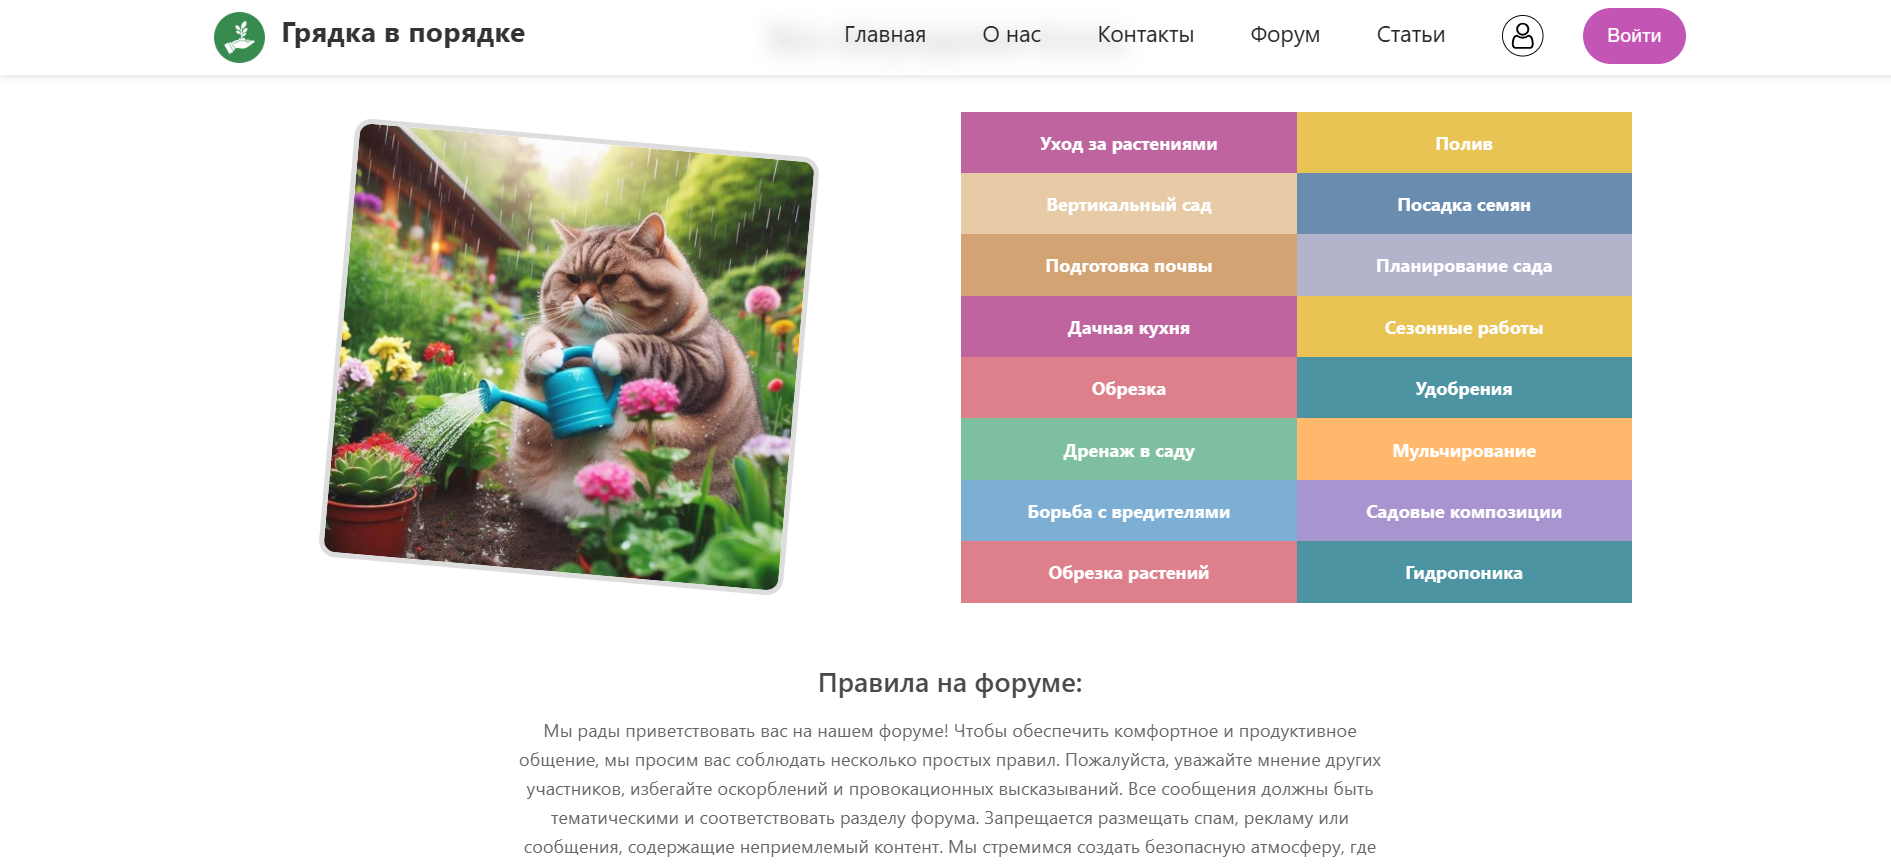 Грядка в порядке
Главная
О нас
Контакты
Форум
Статьи
Войти
Уход за растениями
Полив
Вертикальный сад
Посадка семян
Подготовка почвы
Планирование сада
Дачная кухня
Сезонные работы
Обрезка
Удобрения
Дренаж в саду
Мульчирование
Борьба с вредителями
Садовые композиции
Обрезка растений
Гидропоника
Правила на форуме:
Мы рады приветствовать вас на нашем форуме! Чтобы обеспечить комфортное и продуктивное
общение, мы просим вас соблюдать несколько простых правил. Пожалуйста, уважайте мнение других
участников, избегайте оскорблений и провокационных высказываний. Все сообщения должны быть
тематическими и соответствовать разделу форума. Запрещается размещать спам, рекламу или
сообщения, содержащие неприемлемый контент. Мы стремимся создать безопасную атмосферу, где